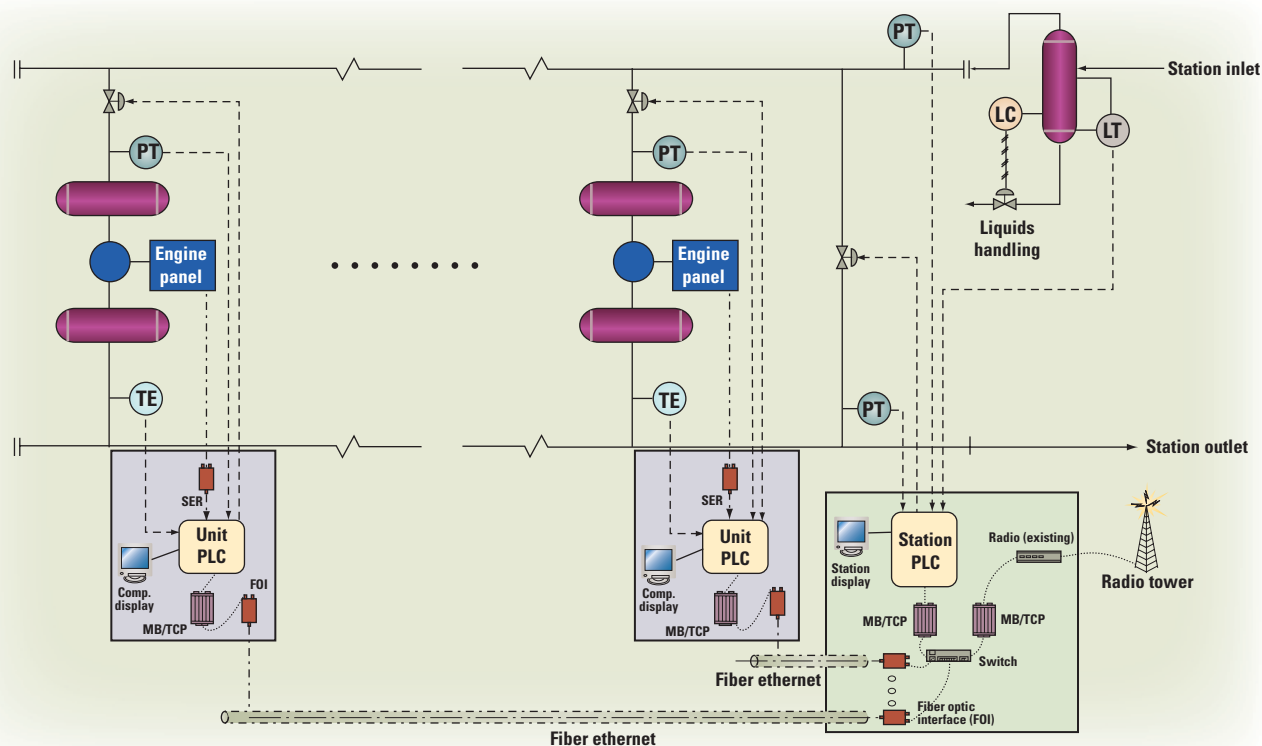 PT
Station inlet
LC
LT
PT
PT
Liquids
handling
Engine
panel
Engine
panel
TE
TE
PT
Station outlet
SER
SER
Unit
PLC
Unit
PLC
Station
PLC
Radio (existing)
Radio tower
Comp.
display
FOI
MB/TCP
Comp.
display
MB/TCP
Station
display
MB/TCP
MB/TCP
Switch
Fiber ethernet
Fiber optic
interface (FOI)
Fiber ethernet